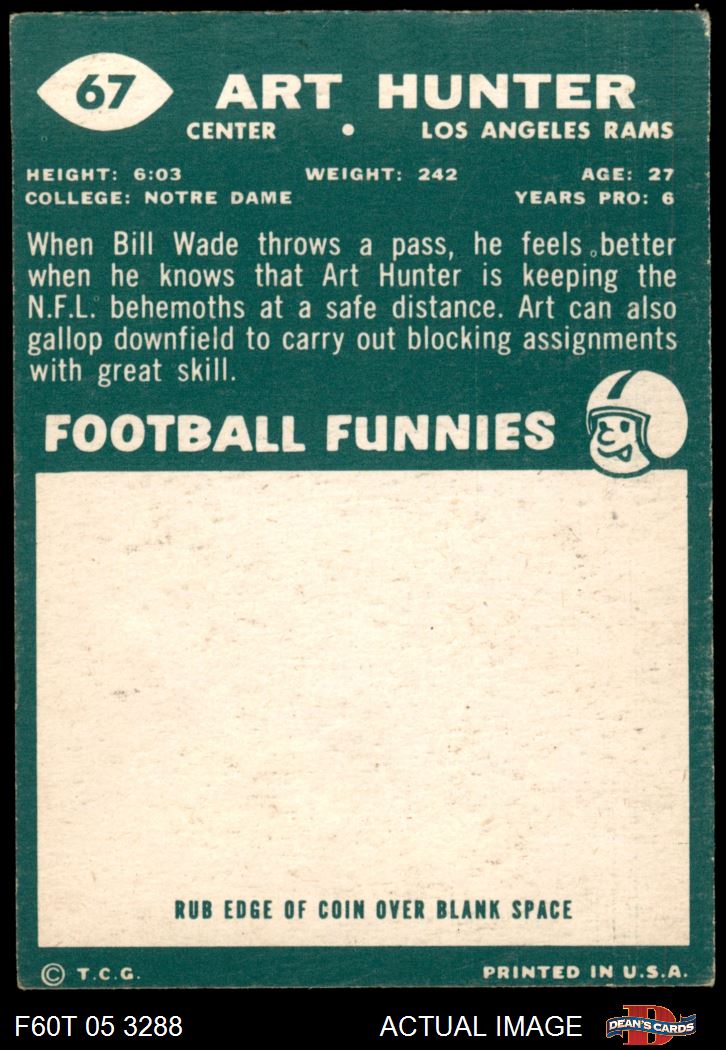 67 ART HUNTER
CENTER • LOS ANGELES RAMS
HEIGHT: 6:03 WEIGHT: 242 AGE: 27
COLLEGE: NOTRE DAME YEARS PRO: 6
When Bill Wade throws a pass, he feels better
when he knows that Art Hunter is keeping the
N.F.L. behemoths at a safe distance. Art can also
gallop downfield to carry out blocking assignments
with great skill.
FOOTBALL FUNNIES
RUB EDGE OF COIN OVER BLANK SPACE
© T.C.G. PRINTED IN U.S.A.
F60T 05 3288 ACTUAL IMAGE D DEAN'S CARDS